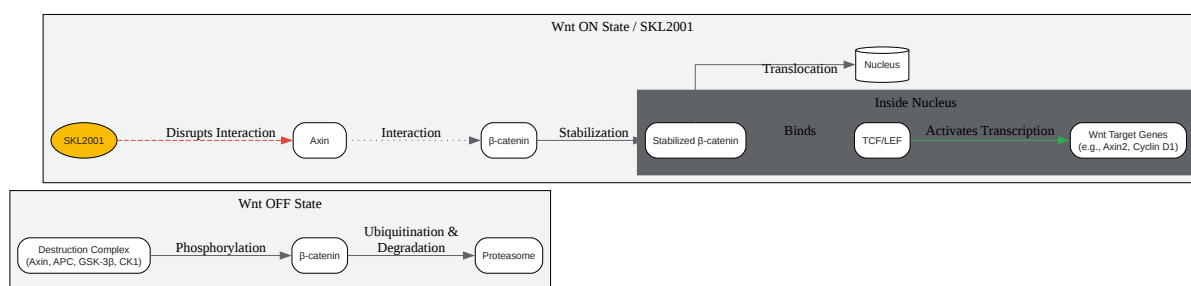 Wnt ON State / SKL2001
Translocation
Nucleus
Inside Nucleus
SKL2001
Disrupts Interaction
Axin
Interaction
β-catenin
Stabilization
Stabilized β-catenin
Binds
TCF/LEF
Activates Transcription
Wnt Target Genes
(e.g., Axin2, Cyclin D1)
Wnt OFF State
Destruction Complex
(Axin, APC, GSK-3β, CK1)
Phosphorylation
β-catenin
Ubiquitination &
Degradation
Proteasome